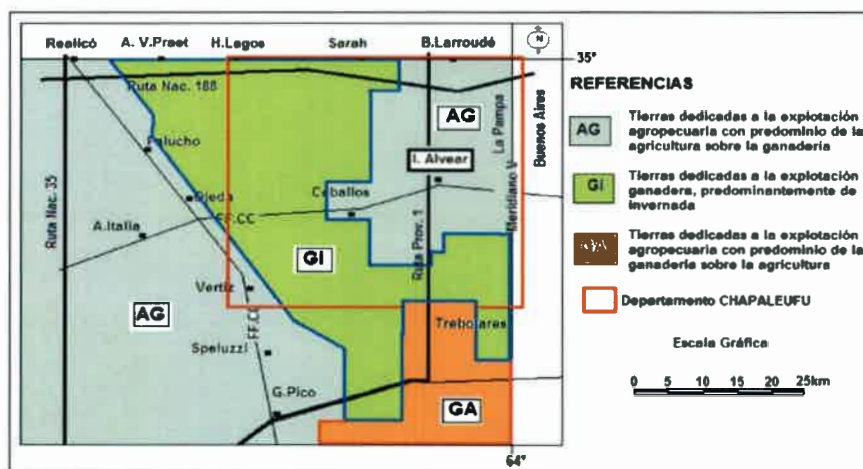 Realicó A. V.Praet H.Lagos Sarah B.Larroudé
N
35°
Ruta Nac. 188
AG
La Pampa
Buenos Aires
Meridiano V
I. Alvear
Ojeda
Ceballos
FF.CC
A.Italia
Ruta Nac. 35
GI
Ruta Prov. 1
Vertiz
AG
FF.CC
Trebolares
Speluzzi
G.Pico
GA
64°
REFERENCIAS
AG
Tierras dedicadas a la explotación
agropecuaria con predominio de la
agricultura sobre la ganadería
GI
Tierras dedicadas a la explotación
ganadera, predominantemente de
invernada
Tierras dedicadas a la explotación
agropecuaria con predominio de la
ganadería sobre la agricultura
Departamento CHAPALEUFU
Escala Gráfica
0 5 10 15 20 25km